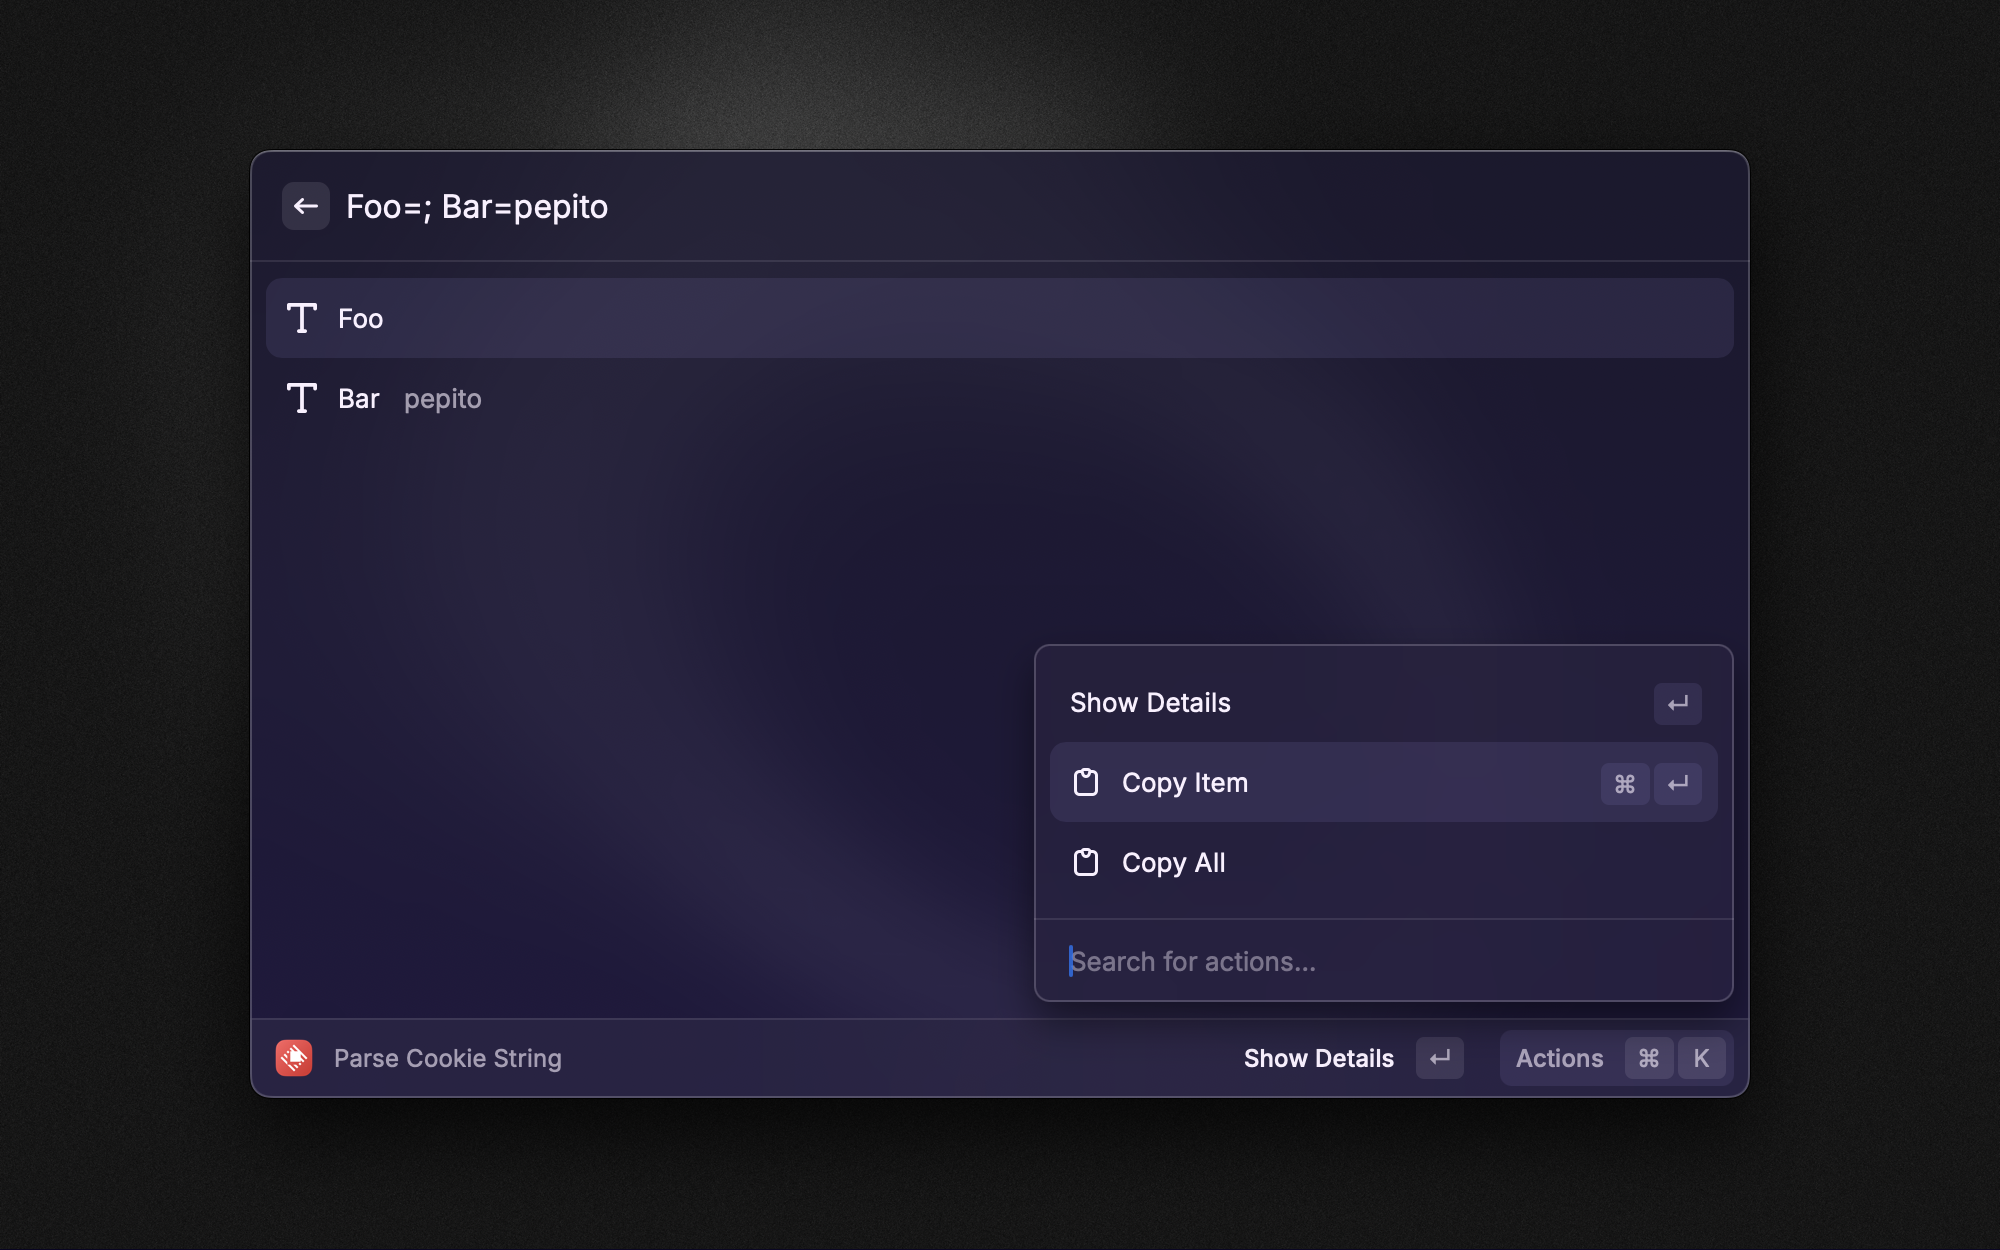 Foo=; Bar=pepito
Foo
Bar pepito
Show Details
Copy Item ⌘
Copy All
Search for actions...
Parse Cookie String
Show Details
Actions ⌘ K